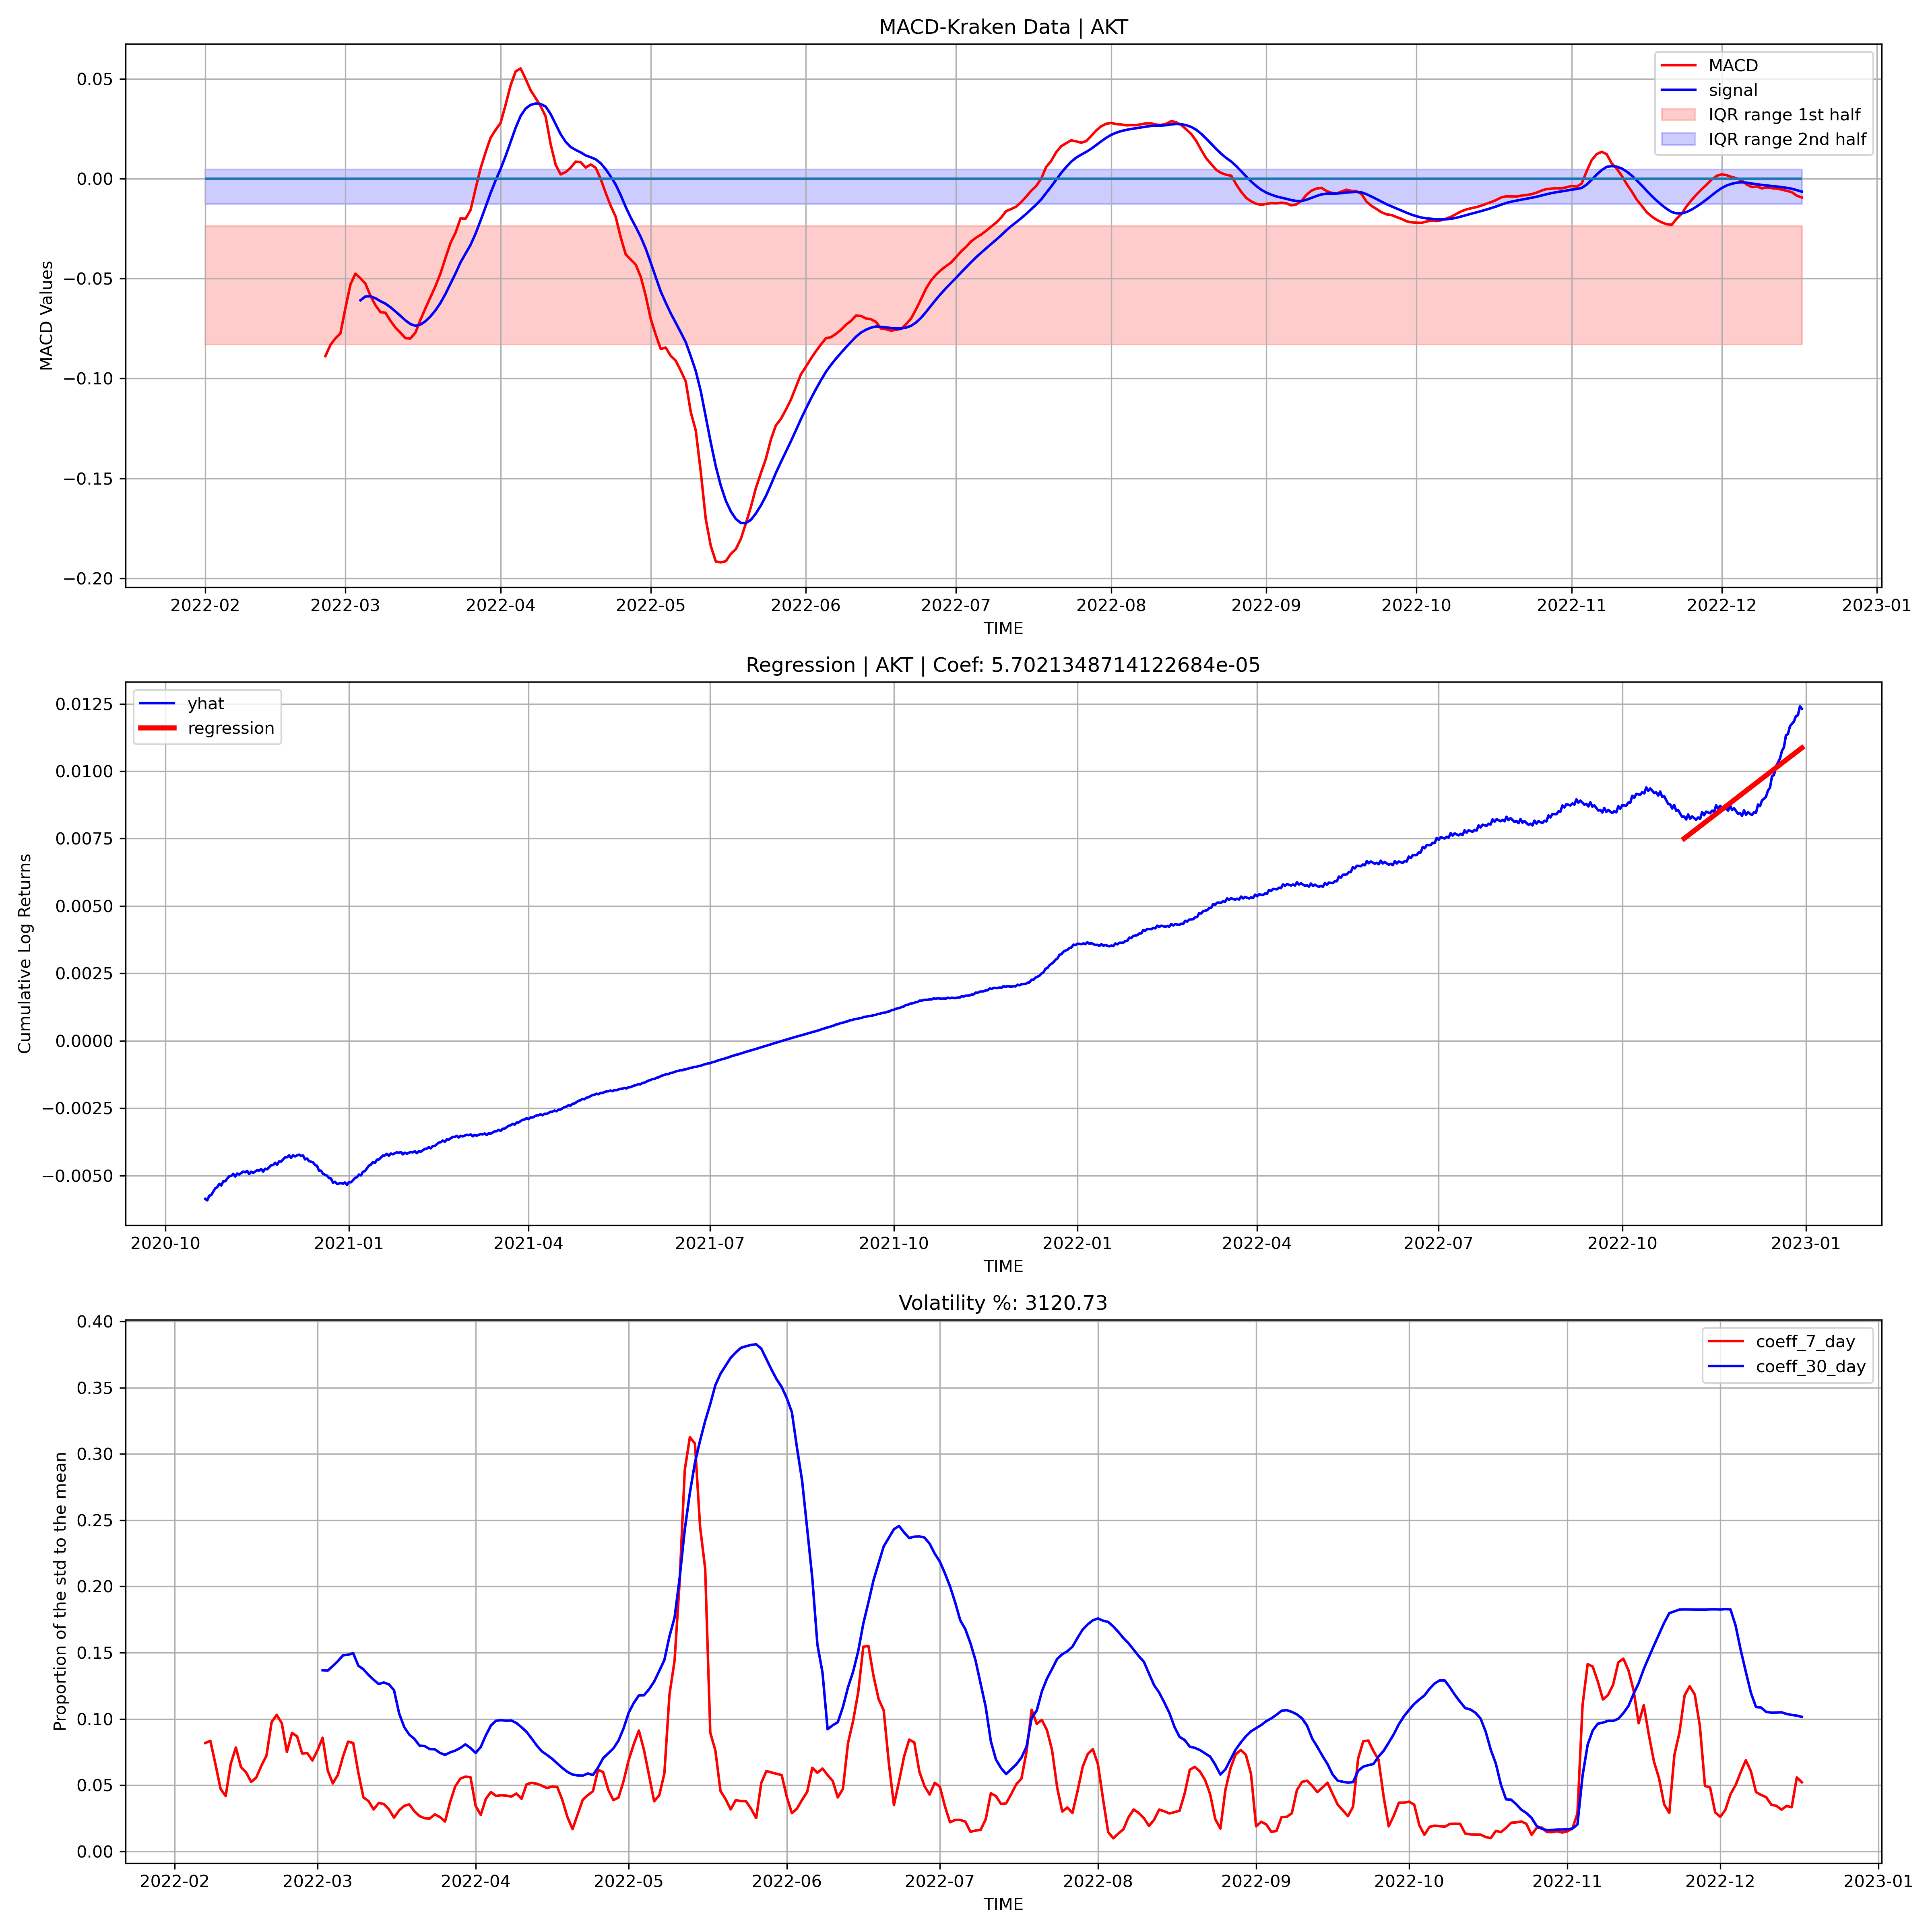 MACD-Kraken Data | AKT
MACD Values
0.05
0.00
−0.05
−0.10
−0.15
−0.20
MACD
signal
IQR range 1st half
IQR range 2nd half
2022-02 2022-03 2022-04 2022-05 2022-06 2022-07 2022-08 2022-09 2022-10 2022-11 2022-12 2023-01
TIME
Regression | AKT | Coef: 5.7021348714122684e-05
Cumulative Log Returns
0.0125
0.0100
0.0075
0.0050
0.0025
0.0000
−0.0025
−0.0050
yhat
regression
2020-10 2021-01 2021-04 2021-07 2021-10 2022-01 2022-04 2022-07 2022-10 2023-01
TIME
Volatility %: 3120.73
Proportion of the std to the mean
0.40
0.35
0.30
0.25
0.20
0.15
0.10
0.05
0.00
coeff_7_day
coeff_30_day
2022-02 2022-03 2022-04 2022-05 2022-06 2022-07 2022-08 2022-09 2022-10 2022-11 2022-12 2023-01
TIME